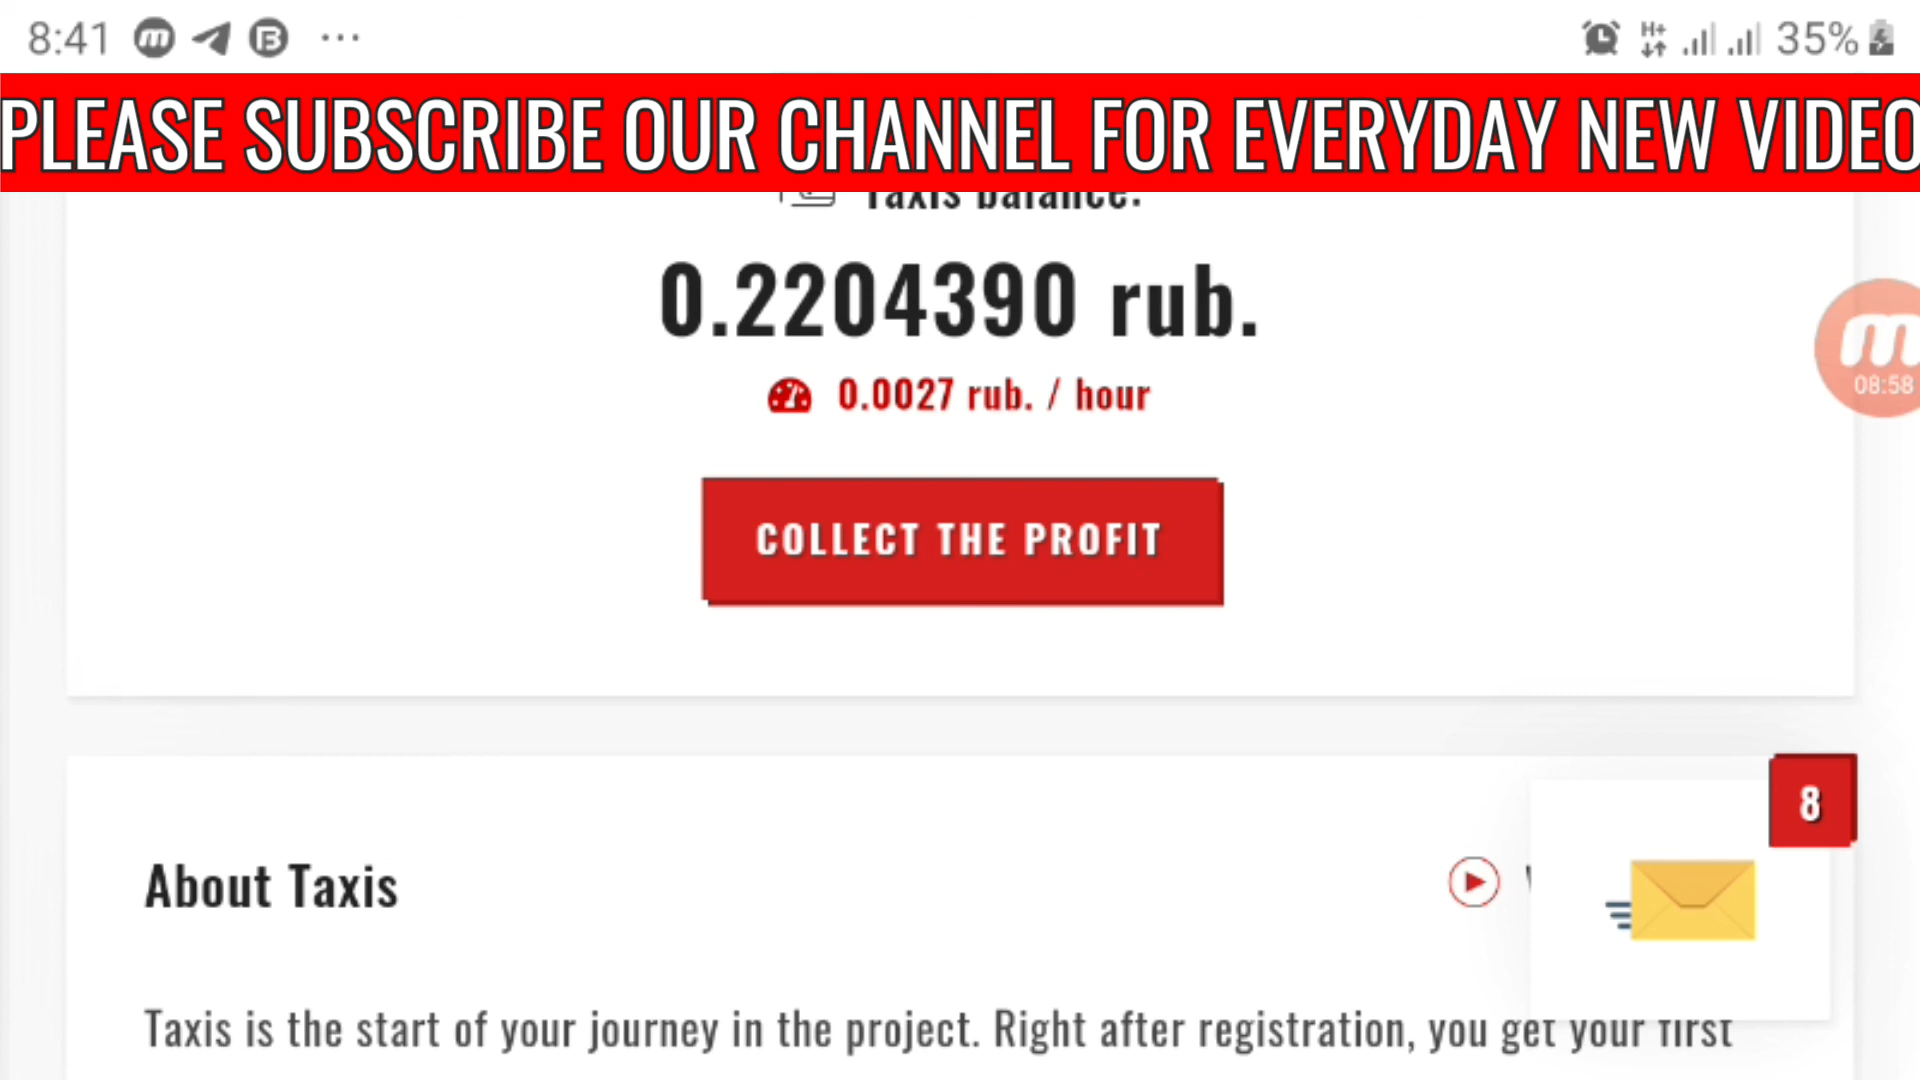 8:41 ... 35%
PLEASE SUBSCRIBE OUR CHANNEL FOR EVERYDAY NEW VIDEO
Taxis balance:
0.2204390 rub.
0.0027 rub. / hour
08:58
COLLECT THE PROFIT
8
About Taxis
Taxis is the start of your journey in the project. Right after registration, you get your first